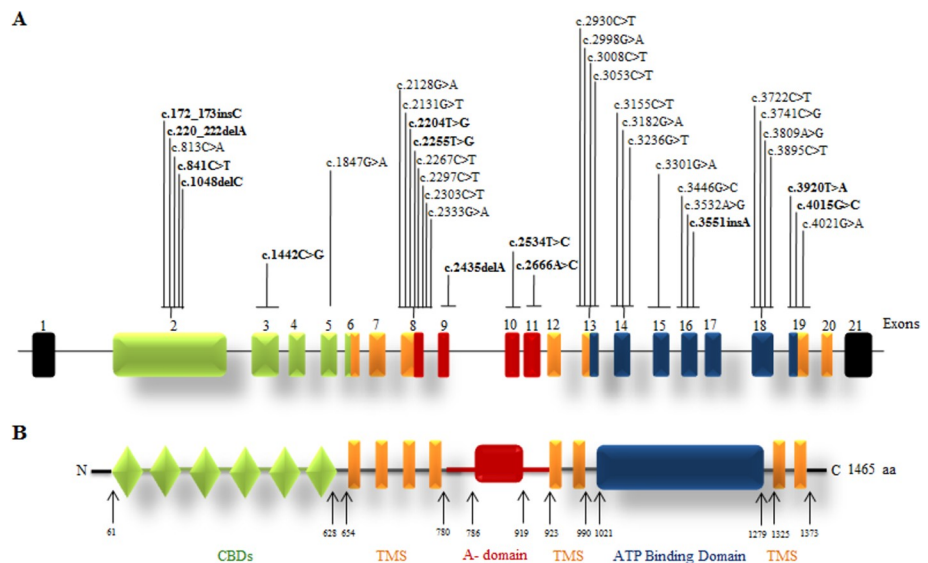 A
c.172_173insC
c.220_222delA
c.813C>A
c.841C>T
c.1048delC
c.1442C>G
c.1847G>A
c.2128G>A
c.2131G>T
c.2204T>G
c.2255T>G
c.2267C>T
c.2297C>T
c.2303C>T
c.2333G>A
c.2435delA
c.2534T>C
c.2666A>C
c.2930C>T
c.2998G>A
c.3008C>T
c.3053C>T
c.3155C>T
c.3182G>A
c.3236G>T
c.3301G>A
c.3446G>C
c.3532A>G
c.3551insA
c.3722C>T
c.3741C>G
c.3809A>G
c.3895C>T
c.3920T>A
c.4015G>C
c.4021G>A
1 2 3 4 5 6 7 8 9 10 11 12 13 14 15 16 17 18 19 20 21 Exons
B
N C 1465 aa
61 628 654 780 786 919 923 990 1021 1279 1325 1373
CBDs TMS A- domain TMS ATP Binding Domain TMS